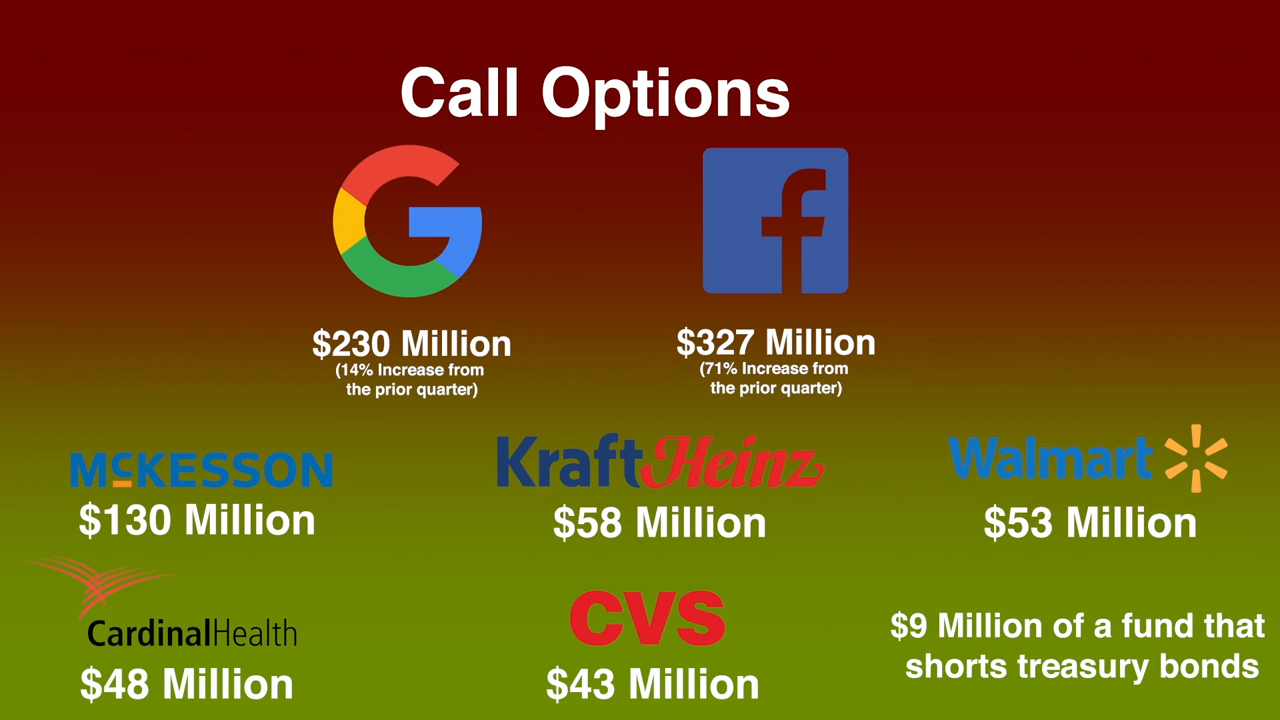 Call Options
$230 Million
(14% Increase from
the prior quarter)
$327 Million
(71% Increase from
the prior quarter)
McKESSON
$130 Million
KraftHeinz
$58 Million
Walmart
$53 Million
CardinalHealth
$48 Million
CVS
$43 Million
$9 Million of a fund that
shorts treasury bonds